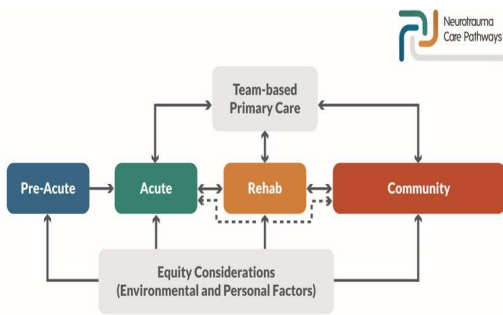 Neurotrauma
Care Pathways
Team-based
Primary Care
Pre-Acute
Acute
Rehab
Community
Equity Considerations
(Environmental and Personal Factors)